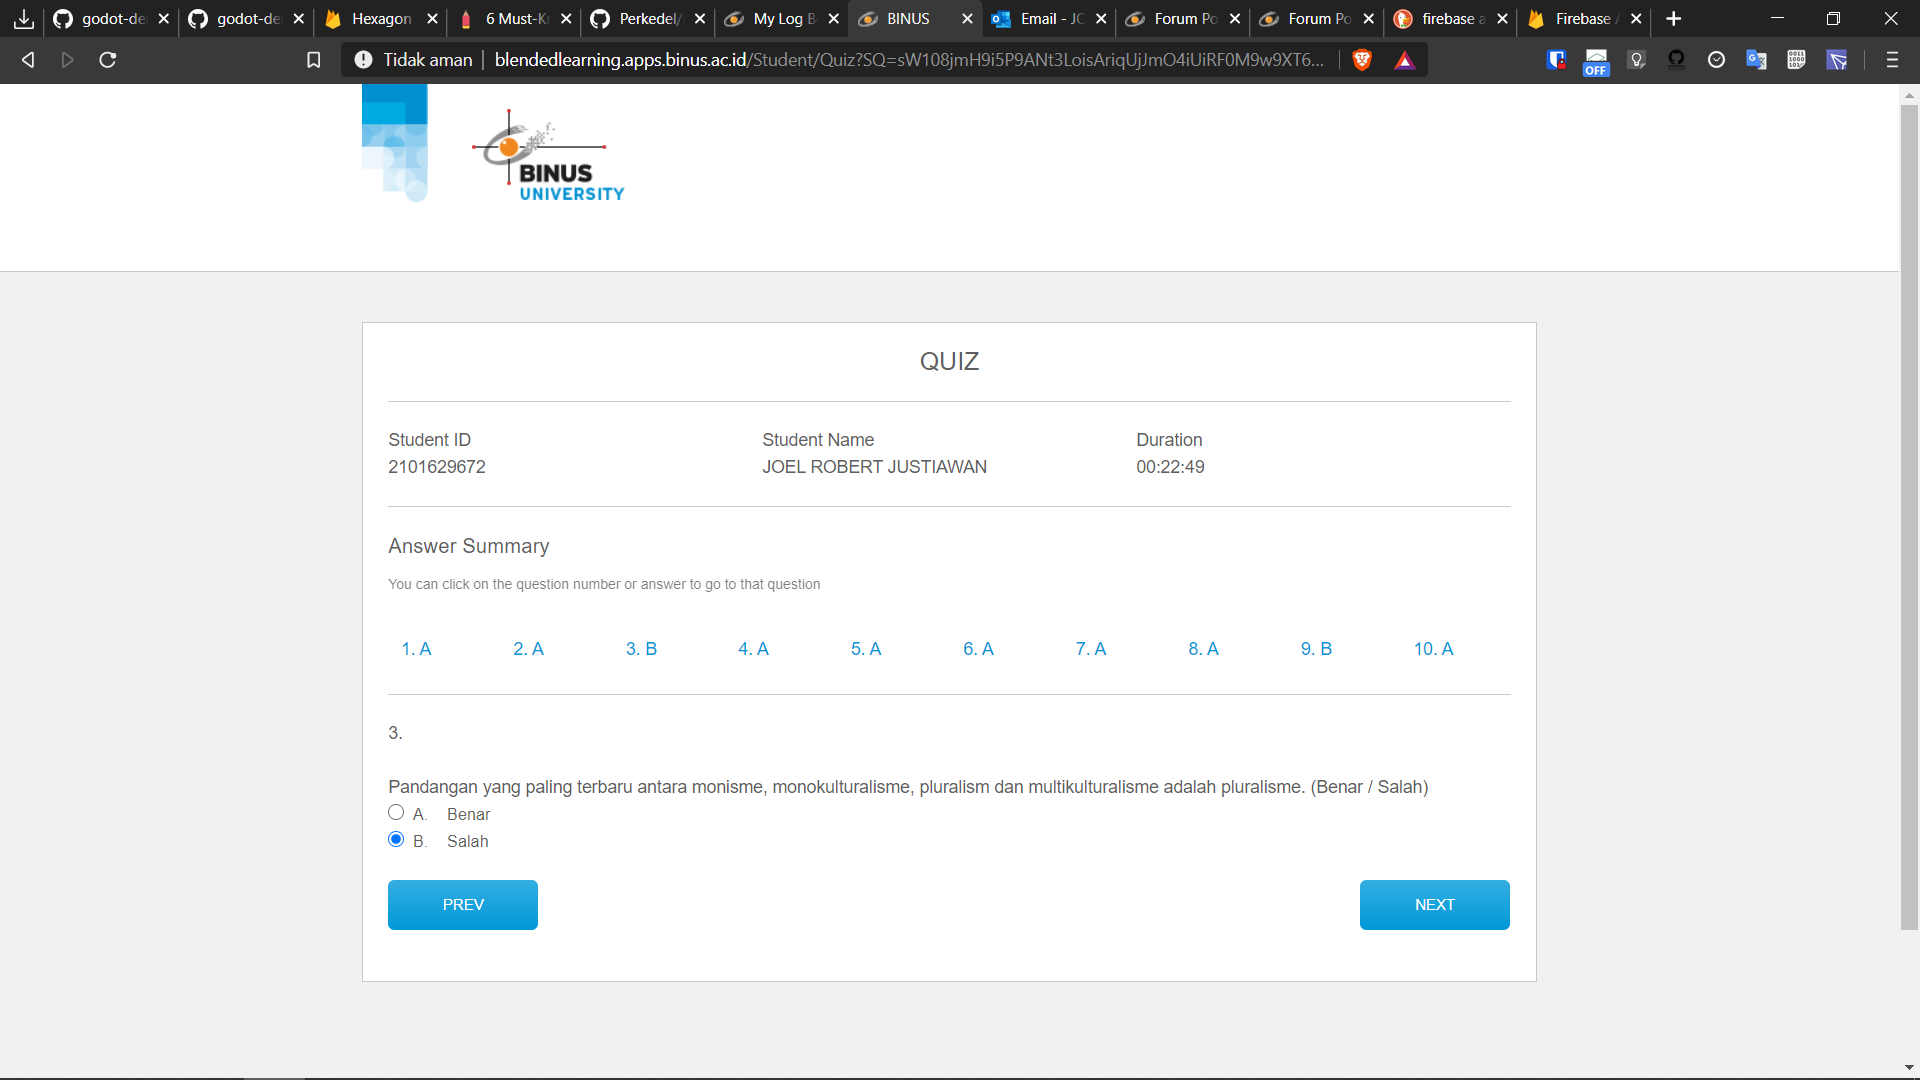 godot-de
godot-de
Hexagon
6 Must-K
Perkedel/
My Log B
BINUS
Email - JO
Forum Po
Forum Po
firebase a
Firebase
Tidak aman
blendedlearning.apps.binus.ac.id/Student/Quiz?SQ=sW108jmH9i5P9ANt3LoisAriqUjJmO4iUiRF0M9w9XT6...
OFF
BINUS
UNIVERSITY
QUIZ
Student ID
2101629672
Student Name
JOEL ROBERT JUSTIAWAN
Duration
00:22:49
Answer Summary
You can click on the question number or answer to go to that question
1. A 2. A 3. B 4. A 5. A 6. A 7. A 8. A 9. B 10. A
3.
Pandangan yang paling terbaru antara monisme, monokulturalisme, pluralism dan multikulturalisme adalah pluralisme. (Benar / Salah)
A. Benar
B. Salah
PREV
NEXT